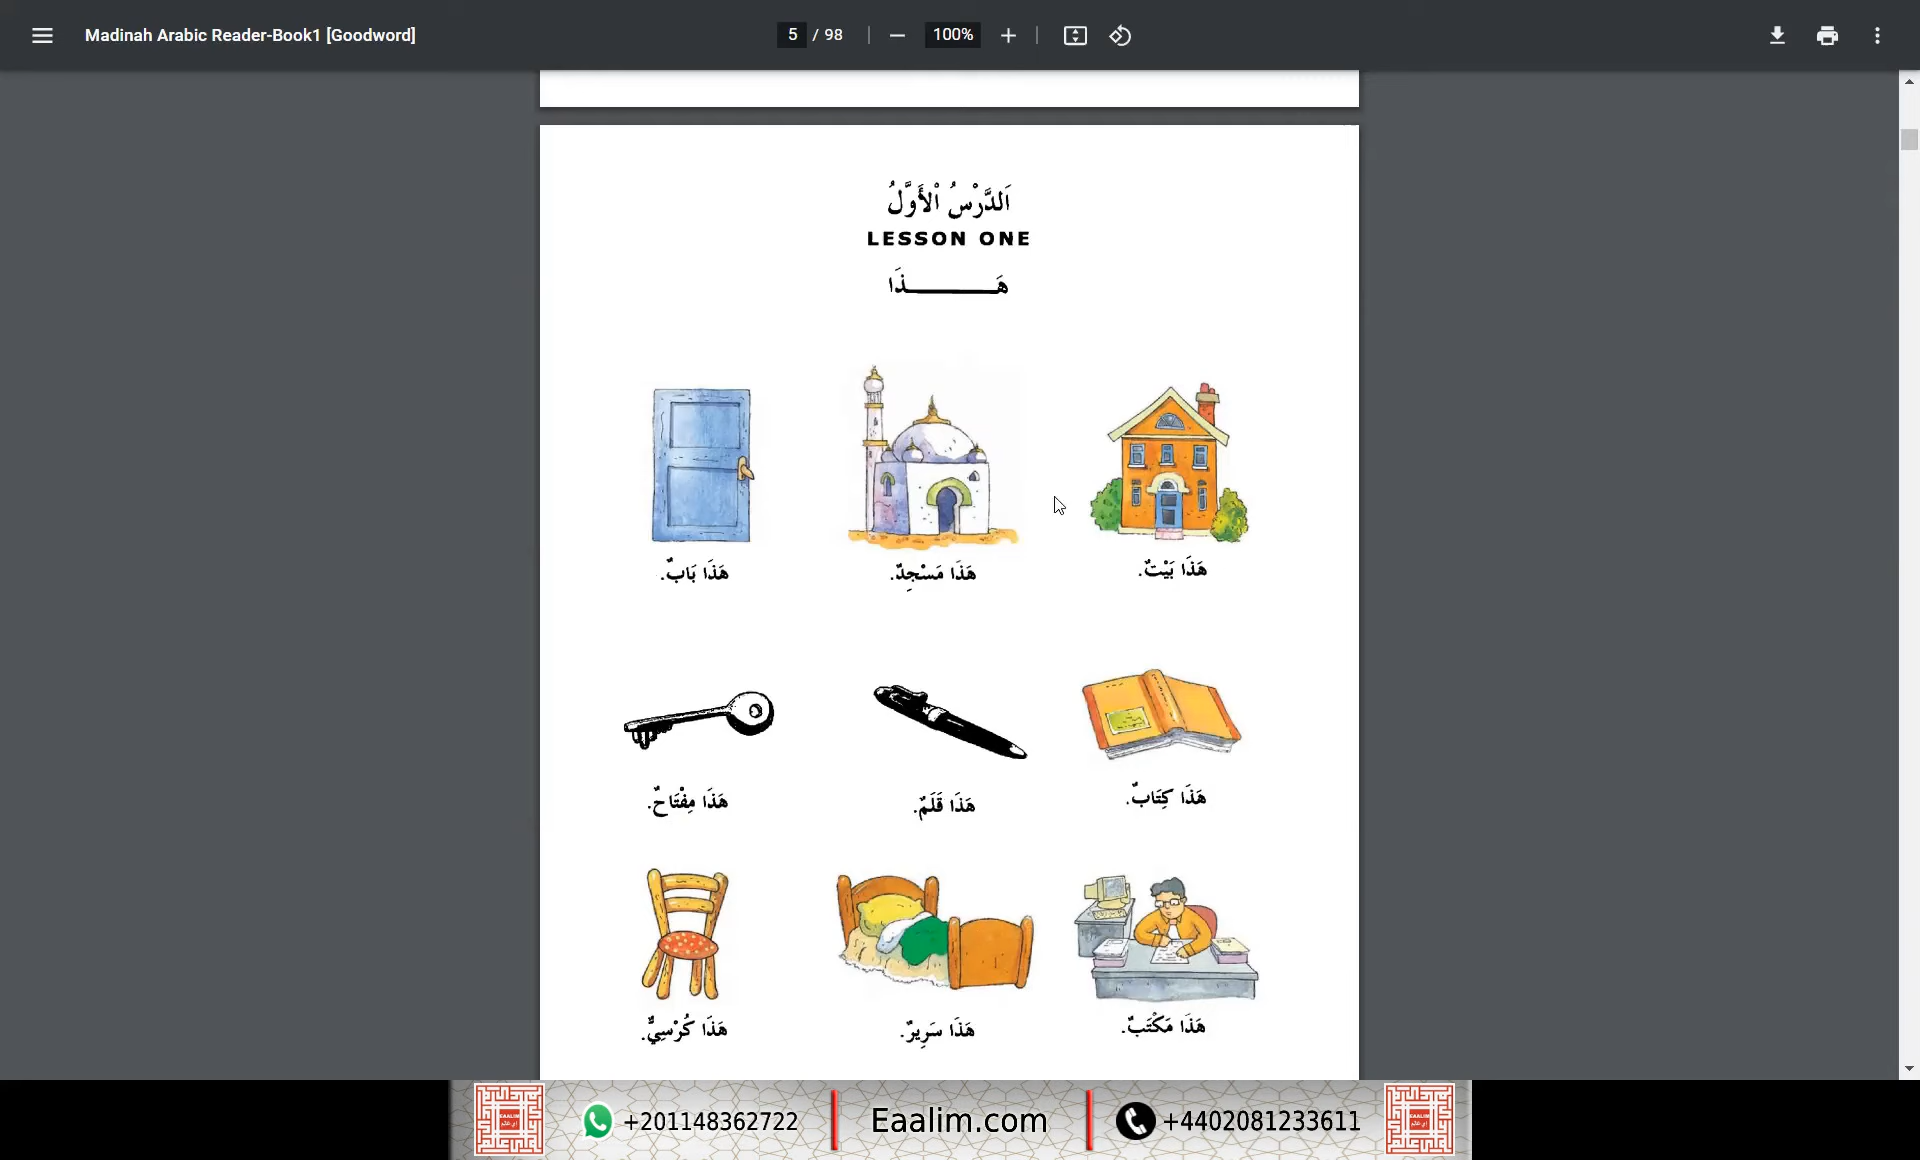 Madinah Arabic Reader-Book1 [Goodword]
5 / 98
100%
اَلدَّرْسُ الْأَوَّلُ
LESSON ONE
هَـــــذَا
هَذَا بَيْتٌ. هَذَا مَسْجِدٌ. هَذَا بَابٌ.
هَذَا كِتَابٌ. هَذَا قَلَمٌ. هَذَا مِفْتَاحٌ.
هَذَا مَكْتَبٌ. هَذَا سَرِيرٌ. هَذَا كُرْسِيٌّ.
+201148362722 Eaalim.com +4402081233611